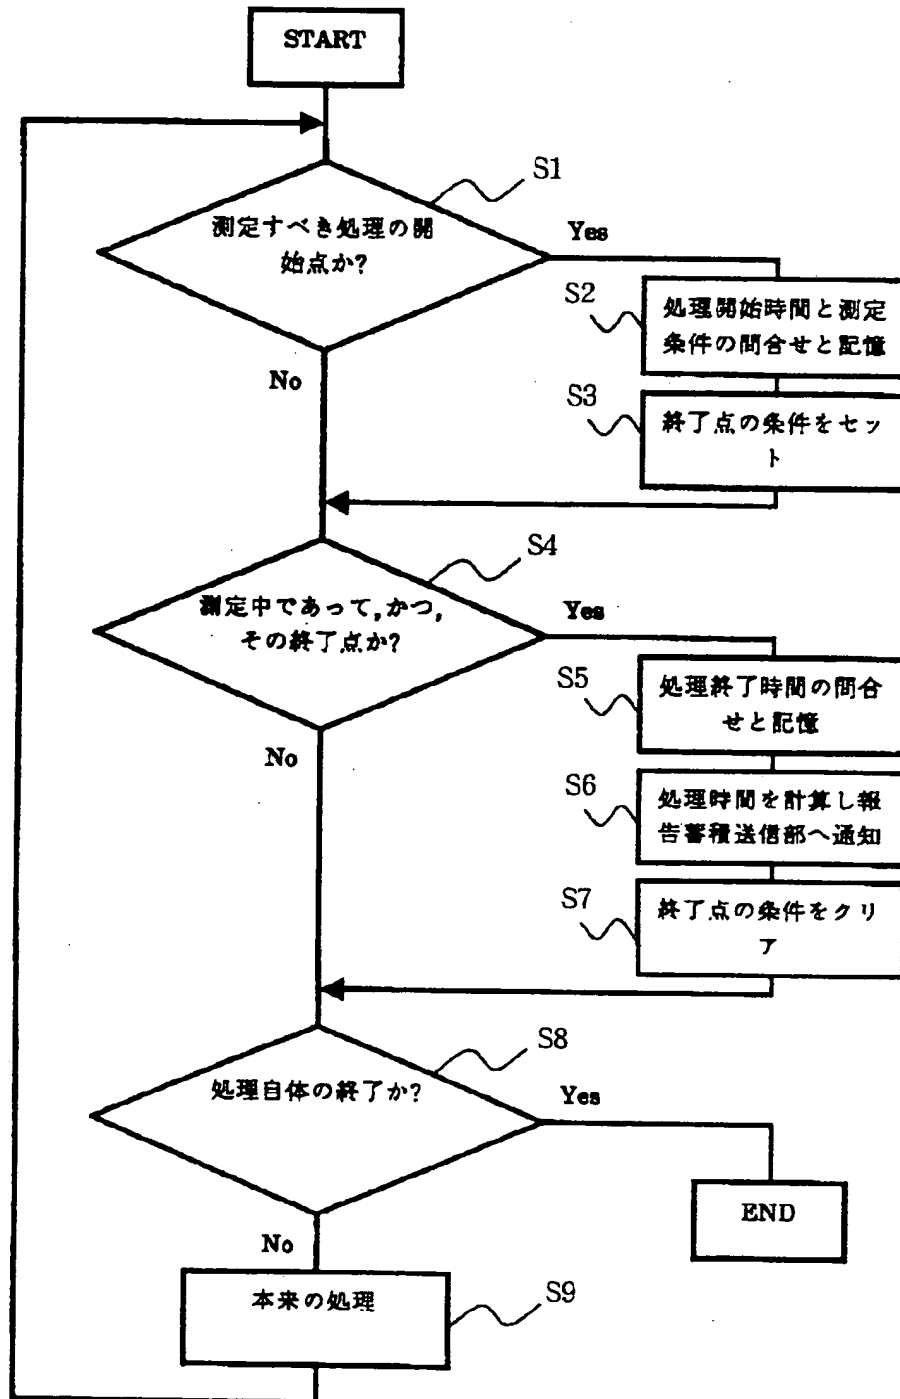 START
S1
測定すべき処理の開
始点か?
Yes
S2
処理開始時間と測定
条件の問合せと記憶
No
S3
終了点の条件をセッ
ト
S4
測定中であって,かつ,
その終了点か?
Yes
S5
処理終了時間の問合
せと記憶
No
S6
処理時間を計算し報
告蓄積送信部へ通知
S7
終了点の条件をクリ
ア
S8
処理自体の終了か?
Yes
END
No
本来の処理
S9